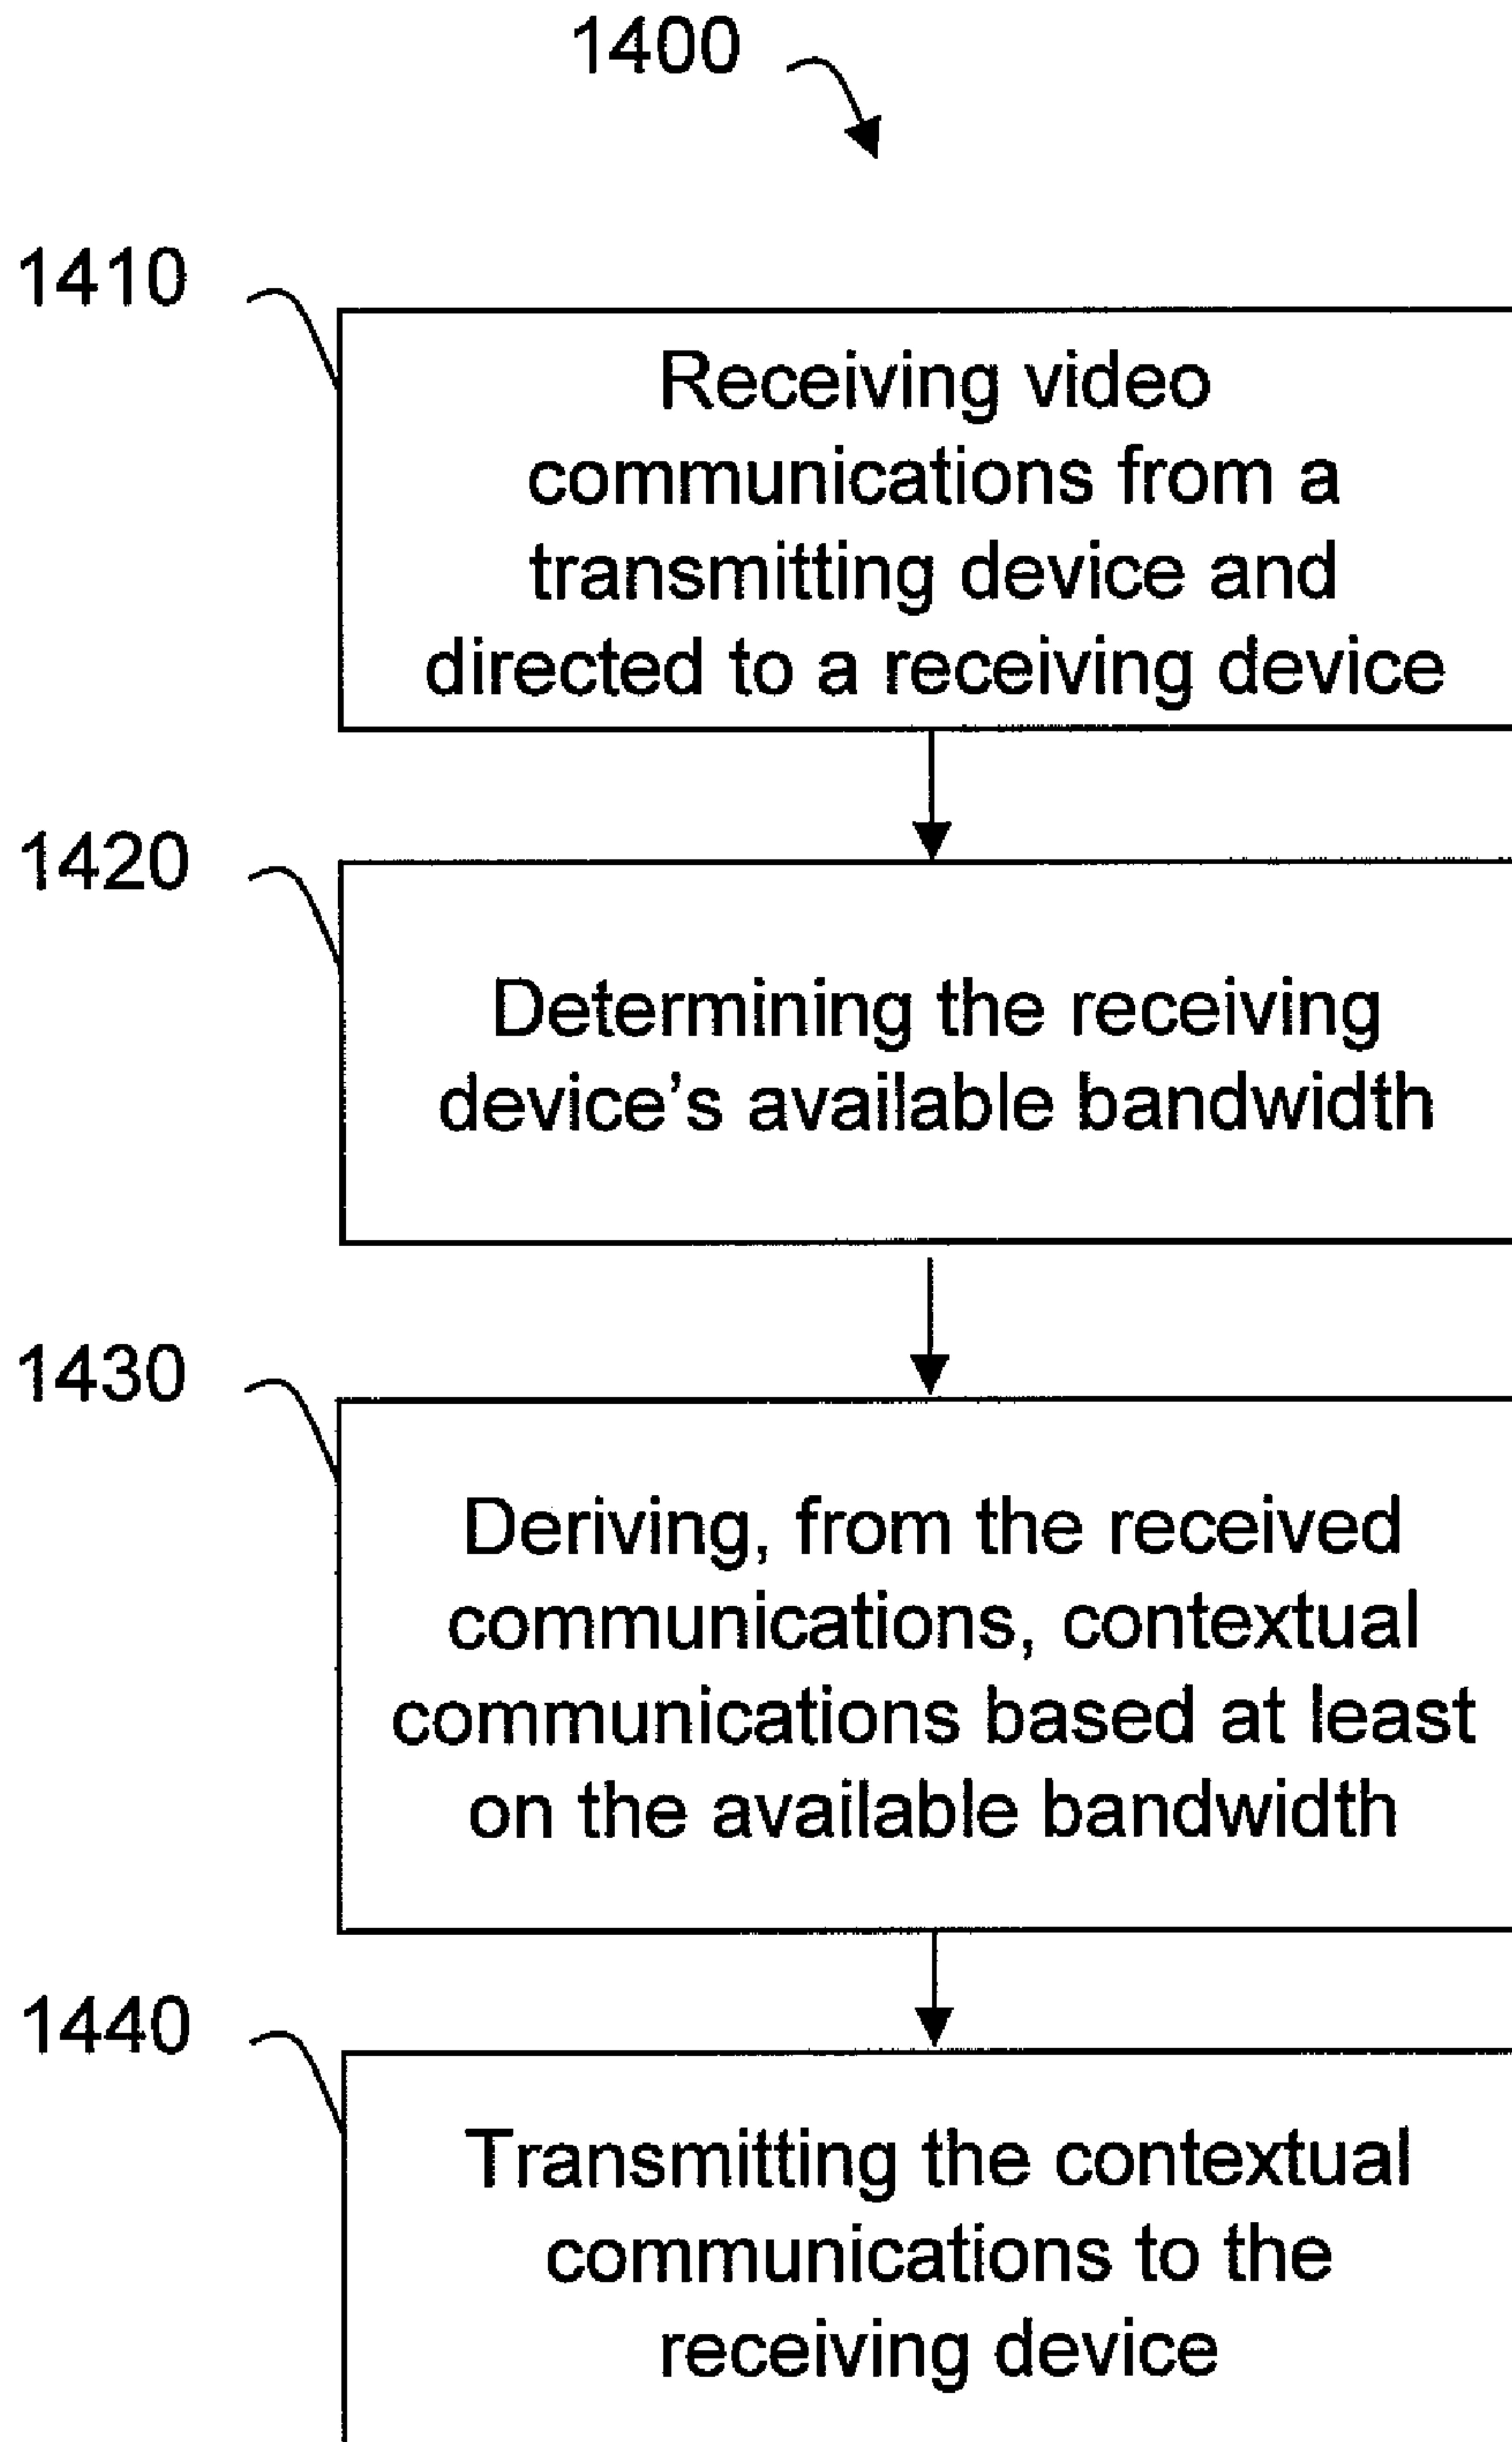 1400
1410
Receiving video
communications from a
transmitting device and
directed to a receiving device
1420
Determining the receiving
device's available bandwidth
1430
Deriving, from the received
communications, contextual
communications based at least
on the available bandwidth
1440
Transmitting the contextual
communications to the
receiving device